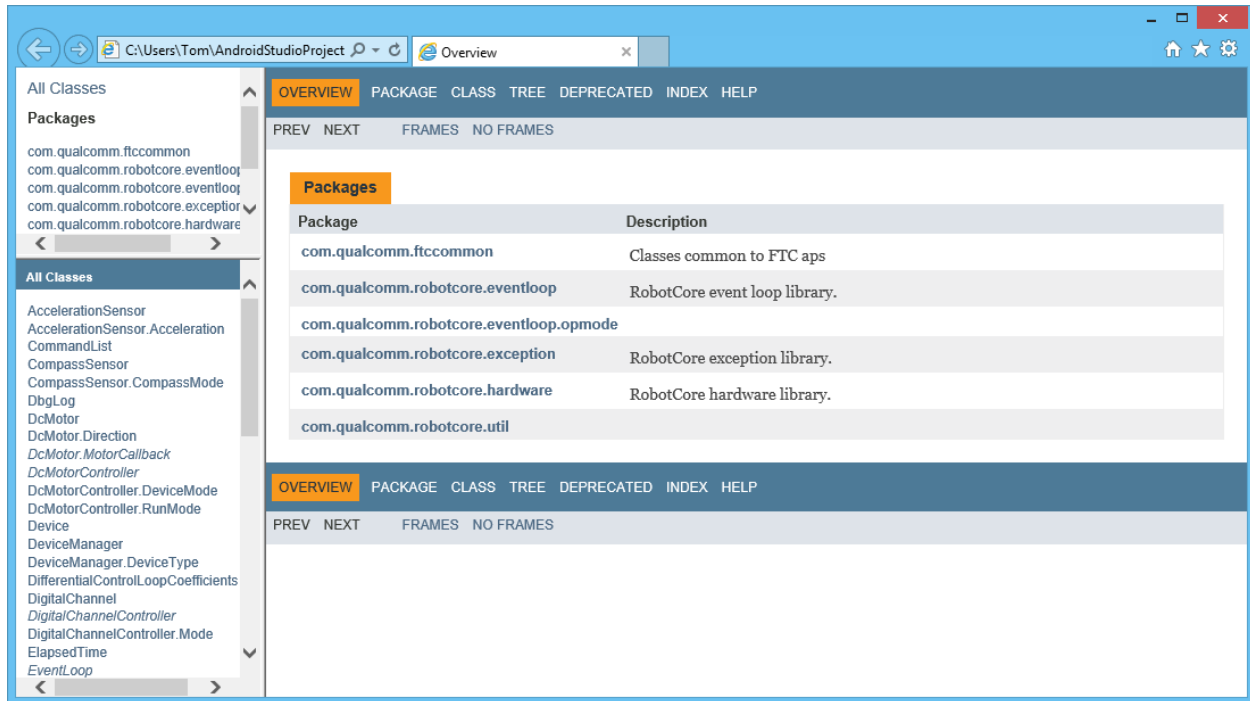 C:\Users\Tom\AndroidStudioProject
Overview
All Classes
Packages
com.qualcomm.ftccommon
com.qualcomm.robotcore.eventloop
com.qualcomm.robotcore.eventloop
com.qualcomm.robotcore.exception
com.qualcomm.robotcore.hardware
All Classes
AccelerationSensor
AccelerationSensor.Acceleration
CommandList
CompassSensor
CompassSensor.CompassMode
DbgLog
DcMotor
DcMotor.Direction
DcMotor.MotorCallback
DcMotorController
DcMotorController.DeviceMode
DcMotorController.RunMode
Device
DeviceManager
DeviceManager.DeviceType
DifferentialControlLoopCoefficients
DigitalChannel
DigitalChannelController
DigitalChannelController.Mode
ElapsedTime
EventLoop
OVERVIEW PACKAGE CLASS TREE DEPRECATED INDEX HELP
PREV NEXT FRAMES NO FRAMES
Packages
Package Description
com.qualcomm.ftccommon Classes common to FTC aps
com.qualcomm.robotcore.eventloop RobotCore event loop library.
com.qualcomm.robotcore.eventloop.opmode
com.qualcomm.robotcore.exception RobotCore exception library.
com.qualcomm.robotcore.hardware RobotCore hardware library.
com.qualcomm.robotcore.util
OVERVIEW PACKAGE CLASS TREE DEPRECATED INDEX HELP
PREV NEXT FRAMES NO FRAMES